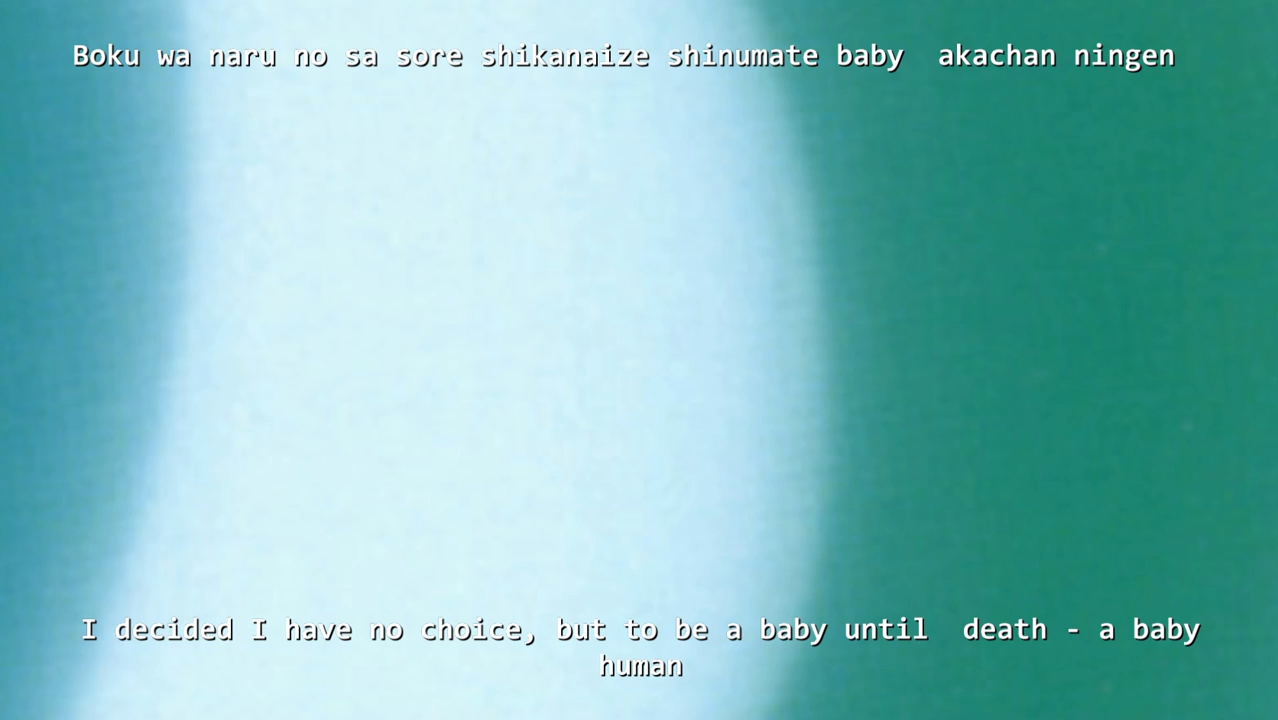 Boku wa naru no sa sore shikanaize shinumate baby akachan ningen
I decided I have no choice, but to be a baby until death - a baby
human